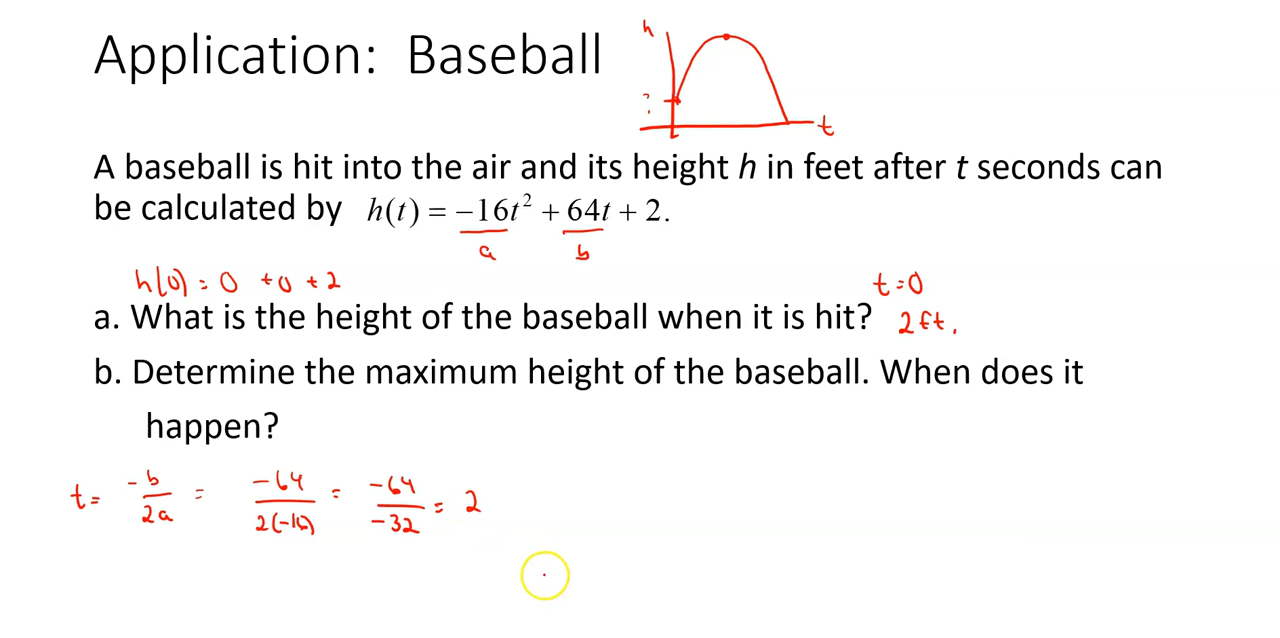 Application: Baseball
h
?
t
A baseball is hit into the air and its height h in feet after t seconds can
be calculated by h(t) = −16t² + 64t + 2.
a b
h(0) = 0 + 0 + 2 t=0
a. What is the height of the baseball when it is hit? 2 ft.
b. Determine the maximum height of the baseball. When does it
happen?
t = -b/2a = -64/2(-16) = -64/-32 = 2